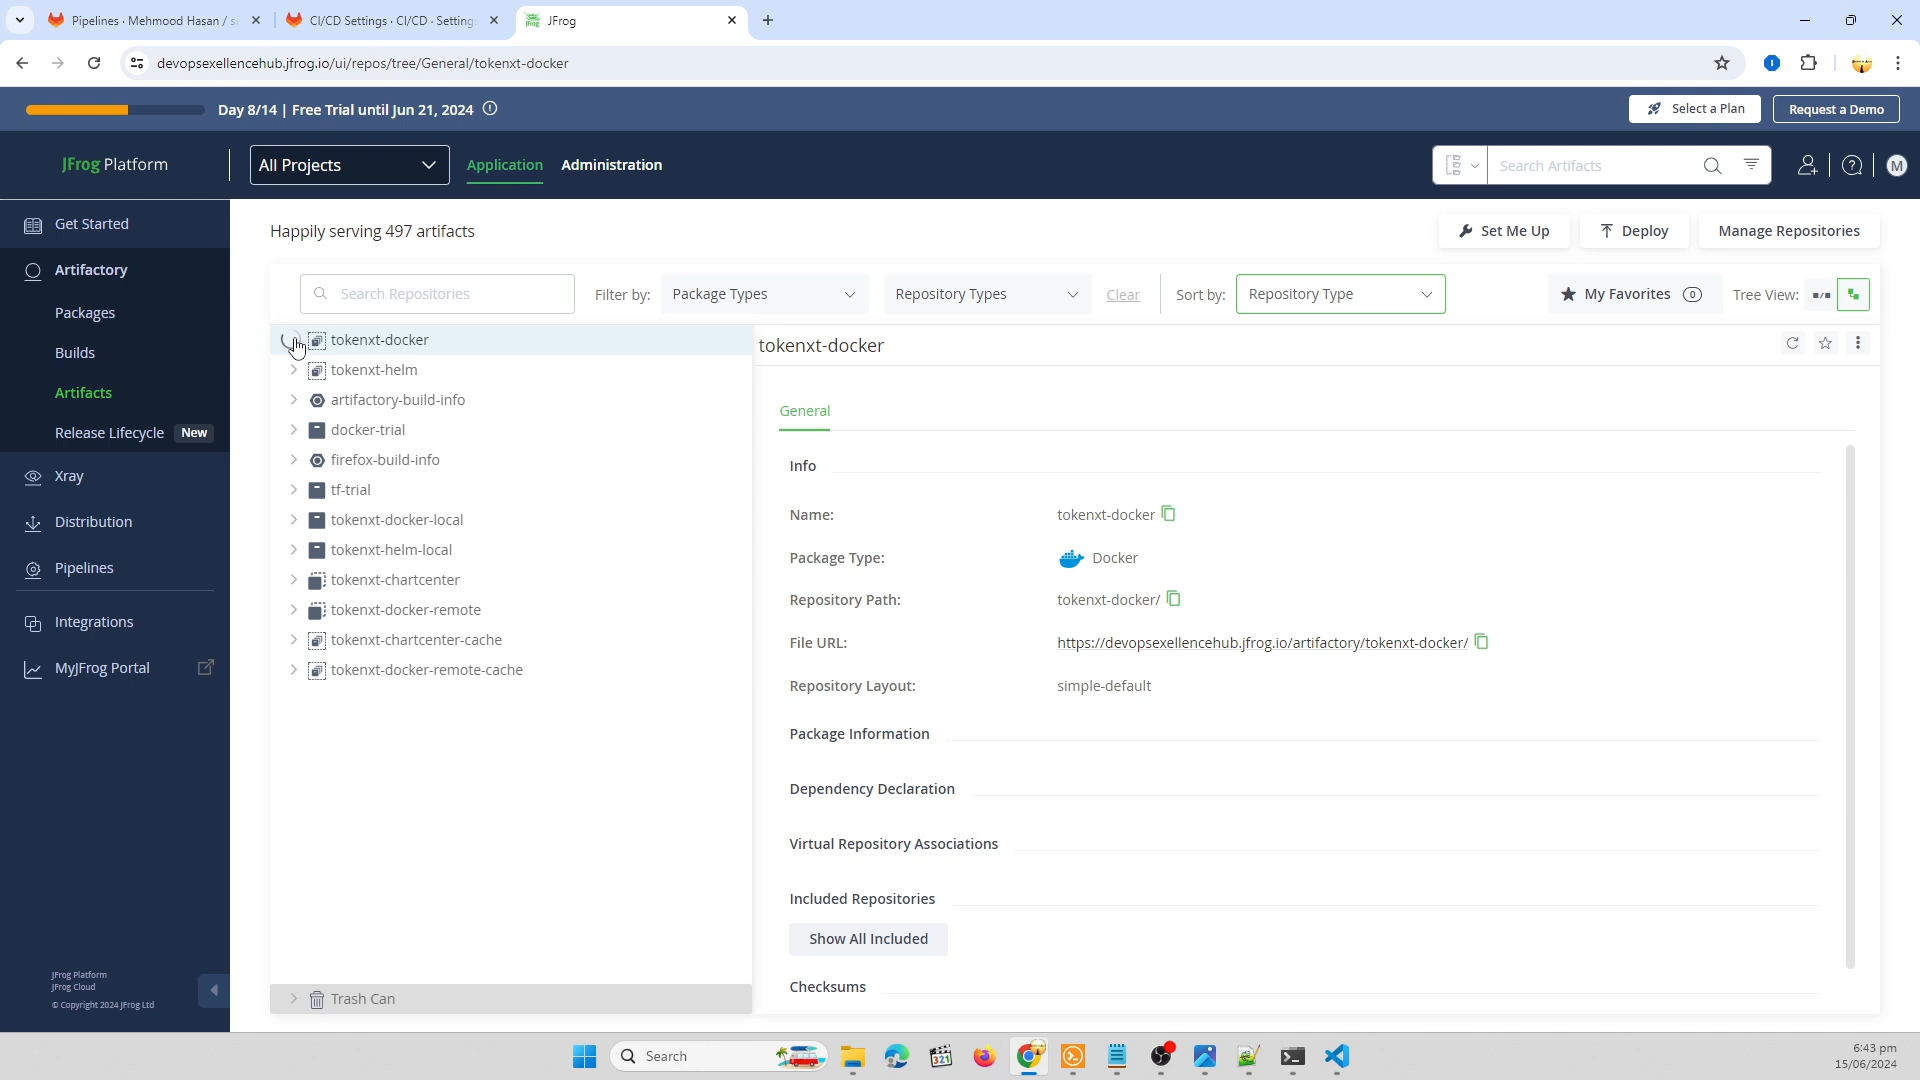 Pipelines · Mehmood Hasan / s
CI/CD Settings · CI/CD · Setting
JFrog
devopsexellencehub.jfrog.io/ui/repos/tree/General/tokenxt-docker
Day 8/14 | Free Trial until Jun 21, 2024
Select a Plan
Request a Demo
JFrog Platform
All Projects
Application
Administration
Search Artifacts
M
Get Started
Artifactory
Packages
Builds
Artifacts
Release Lifecycle New
Xray
Distribution
Pipelines
Integrations
MyJFrog Portal
JFrog Platform
JFrog Cloud
© Copyright 2024 JFrog Ltd
Happily serving 497 artifacts
Set Me Up
Deploy
Manage Repositories
Search Repositories
Filter by:
Package Types
Repository Types
Clear
Sort by:
Repository Type
My Favorites 0
Tree View:
tokenxt-docker
tokenxt-helm
artifactory-build-info
docker-trial
firefox-build-info
tf-trial
tokenxt-docker-local
tokenxt-helm-local
tokenxt-chartcenter
tokenxt-docker-remote
tokenxt-chartcenter-cache
tokenxt-docker-remote-cache
Trash Can
tokenxt-docker
General
Info
Name: tokenxt-docker
Package Type: Docker
Repository Path: tokenxt-docker/
File URL: https://devopsexellencehub.jfrog.io/artifactory/tokenxt-docker/
Repository Layout: simple-default
Package Information
Dependency Declaration
Virtual Repository Associations
Included Repositories
Show All Included
Checksums
Search
6:43 pm
15/06/2024